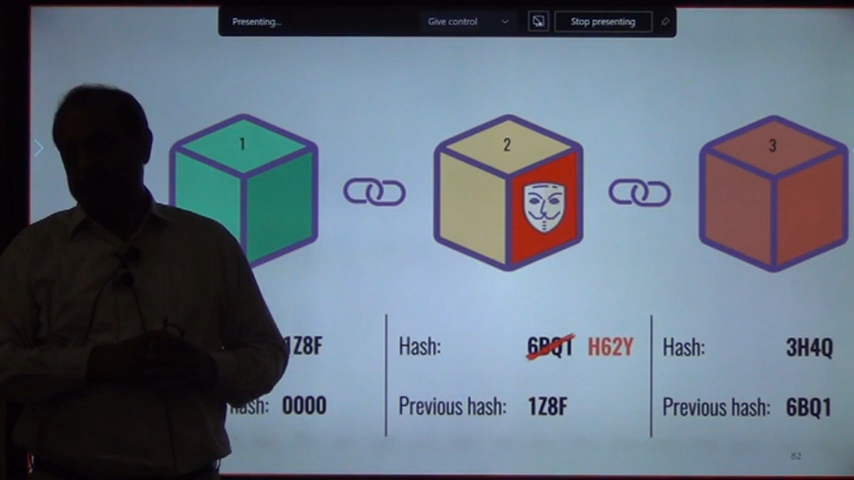 Presenting... Give control Stop presenting
1 2 3
1Z8F Hash: 6BQ1 H62Y Hash: 3H4Q
hash: 0000 Previous hash: 1Z8F Previous hash: 6BQ1
82